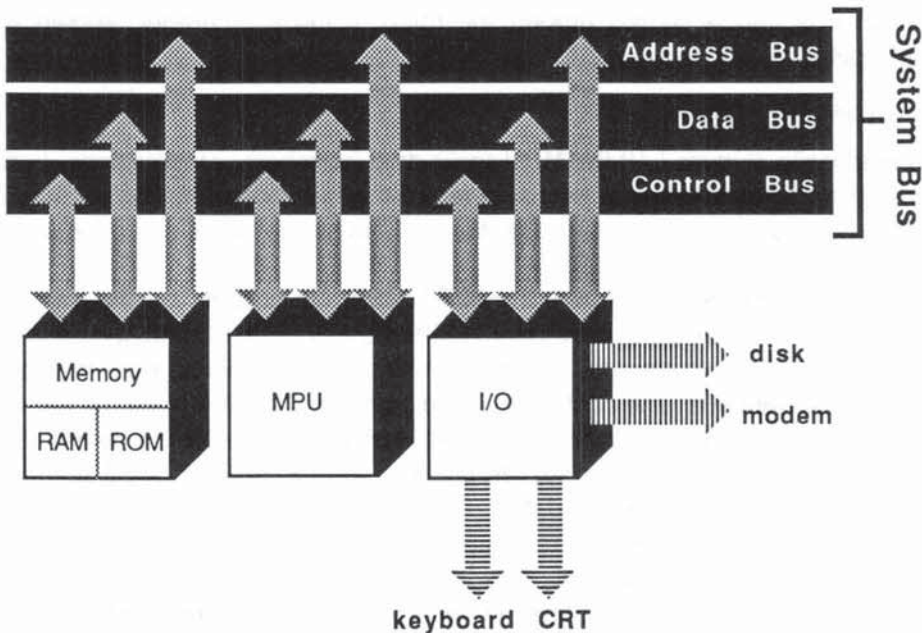 Address Bus
Data Bus
Control Bus
System Bus
Memory
RAM ROM
MPU
I/O
disk
modem
keyboard CRT